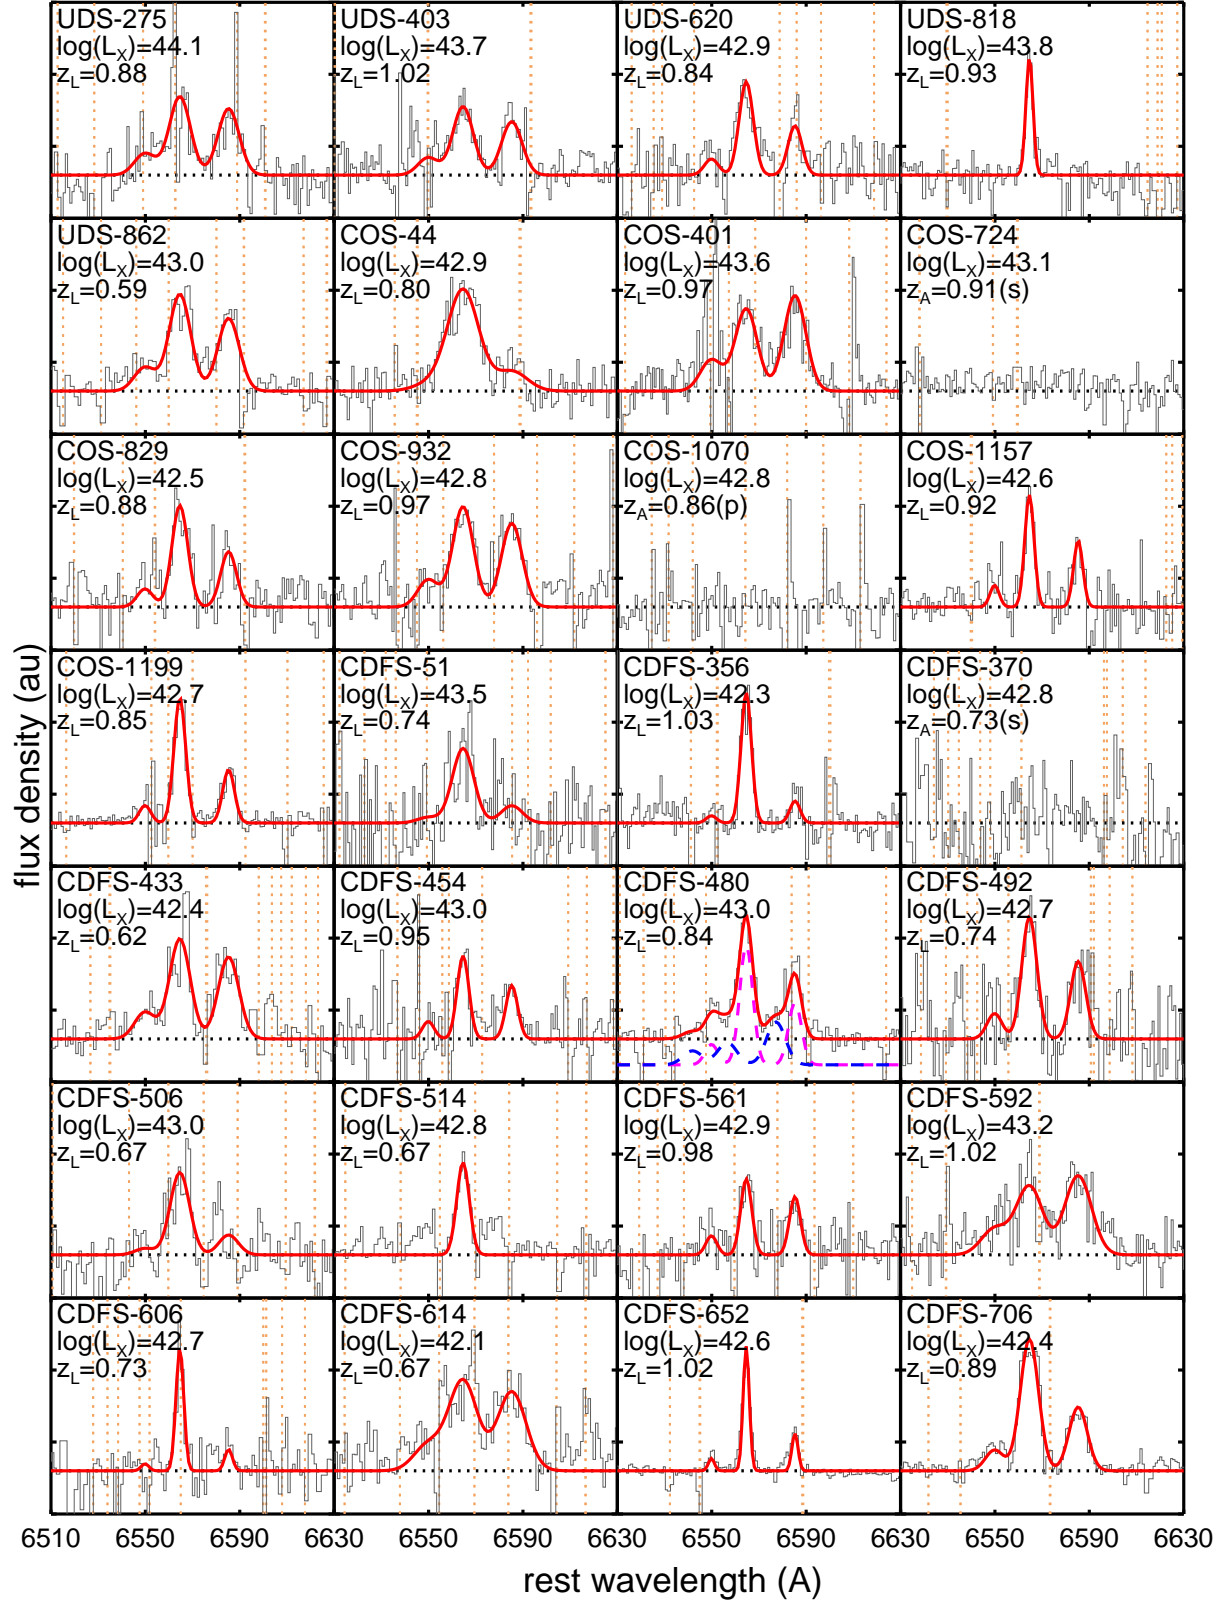 UDS-275
log(L_X)=44.1
z_L=0.88
UDS-403
log(L_X)=43.7
z_L=1.02
UDS-620
log(L_X)=42.9
z_L=0.84
UDS-818
log(L_X)=43.8
z_L=0.93
UDS-862
log(L_X)=43.0
z_L=0.59
COS-44
log(L_X)=42.9
z_L=0.80
COS-401
log(L_X)=43.6
z_L=0.97
COS-724
log(L_X)=43.1
z_A=0.91(s)
COS-829
log(L_X)=42.5
z_L=0.88
COS-932
log(L_X)=42.8
z_L=0.97
COS-1070
log(L_X)=42.8
z_A=0.86(p)
COS-1157
log(L_X)=42.6
z_L=0.92
COS-1199
log(L_X)=42.7
z_L=0.85
CDFS-51
log(L_X)=43.5
z_L=0.74
CDFS-356
log(L_X)=42.3
z_L=1.03
CDFS-370
log(L_X)=42.8
z_A=0.73(s)
CDFS-433
log(L_X)=42.4
z_L=0.62
CDFS-454
log(L_X)=43.0
z_L=0.95
CDFS-480
log(L_X)=43.0
z_L=0.84
CDFS-492
log(L_X)=42.7
z_L=0.74
CDFS-506
log(L_X)=43.0
z_L=0.67
CDFS-514
log(L_X)=42.8
z_L=0.67
CDFS-561
log(L_X)=42.9
z_L=0.98
CDFS-592
log(L_X)=43.2
z_L=1.02
CDFS-606
log(L_X)=42.7
z_L=0.73
CDFS-614
log(L_X)=42.1
z_L=0.67
CDFS-652
log(L_X)=42.6
z_L=1.02
CDFS-706
log(L_X)=42.4
z_L=0.89
flux density (au)
6510 6550 6590 6630 6550 6590 6630 6550 6590 6630 6550 6590 6630
rest wavelength (A)